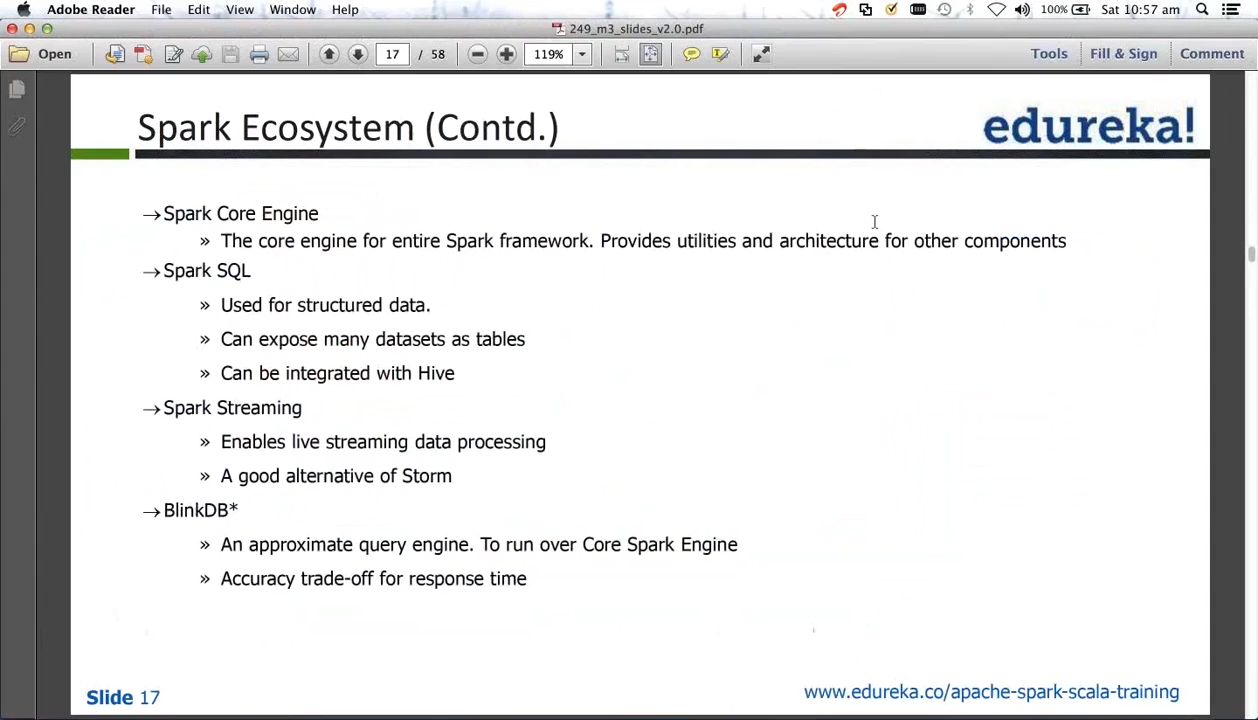 Adobe Reader File Edit View Window Help 100% Sat 10:57 am
249_m3_slides_v2.0.pdf
Open 17 / 58 119% Tools Fill & Sign Comment
Spark Ecosystem (Contd.)
edureka!
→Spark Core Engine
» The core engine for entire Spark framework. Provides utilities and architecture for other components
→Spark SQL
» Used for structured data.
» Can expose many datasets as tables
» Can be integrated with Hive
→Spark Streaming
» Enables live streaming data processing
» A good alternative of Storm
→BlinkDB*
» An approximate query engine. To run over Core Spark Engine
» Accuracy trade-off for response time
Slide 17
www.edureka.co/apache-spark-scala-training